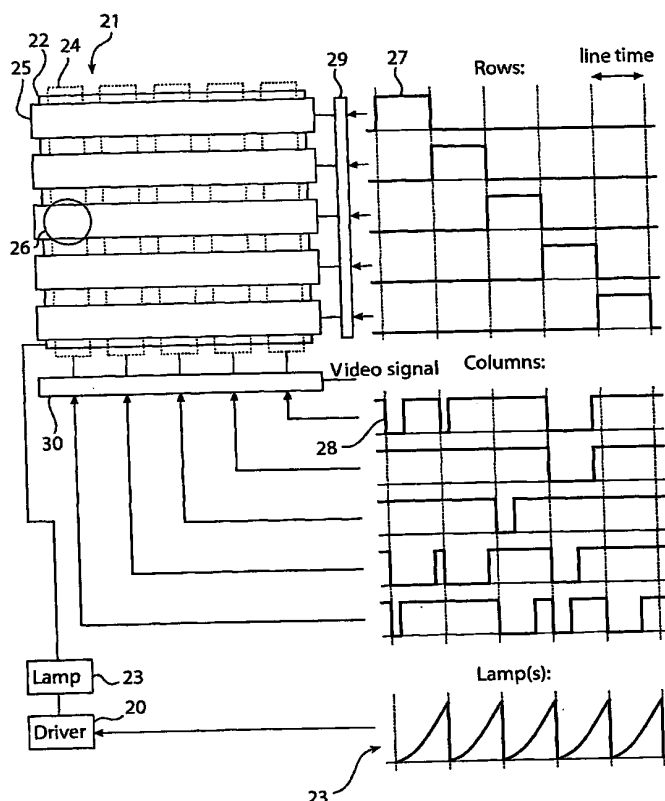 21
22
24
25
29
27
Rows:
line time
26
Video signal
Columns:
30
28
Lamp
23
Driver
20
Lamp(s):
23